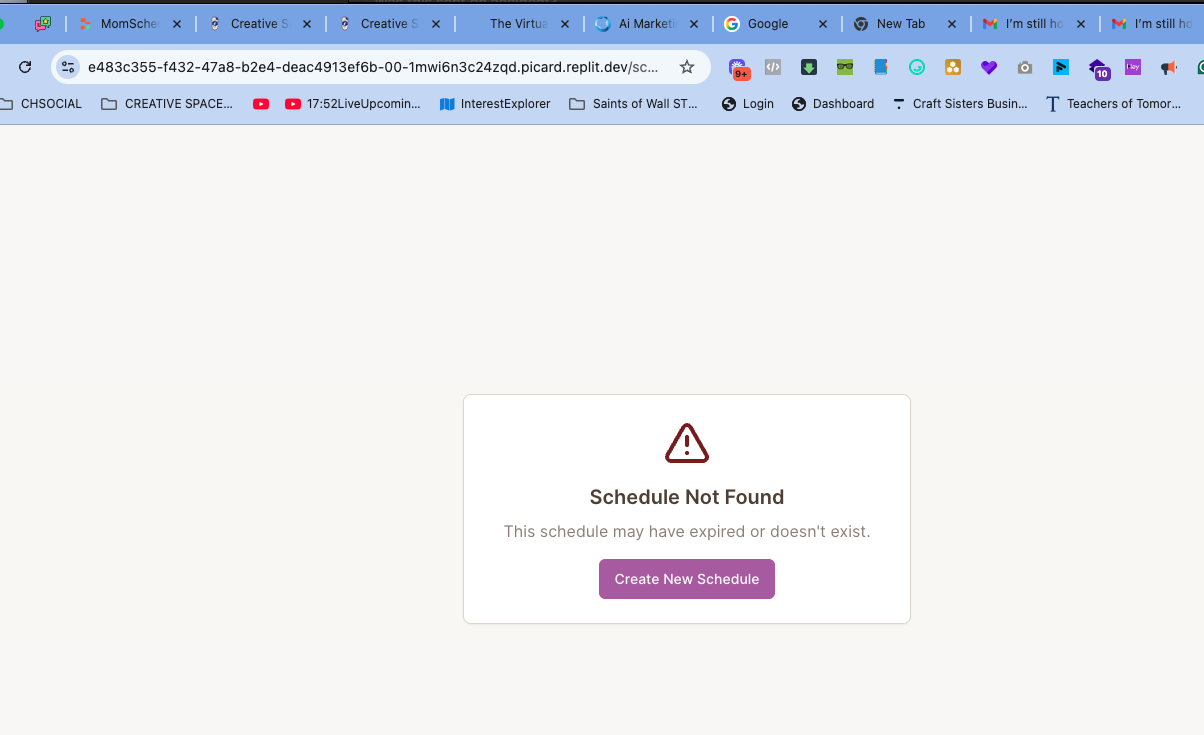 MomSche
Creative S
Creative S
The Virtua
Ai Marketi
Google
New Tab
I'm still ho
I'm still ho
e483c355-f432-47a8-b2e4-deac4913ef6b-00-1mwi6n3c24zqd.picard.replit.dev/sc...
9+
10
CHSOCIAL
CREATIVE SPACE...
17:52LiveUpcomin...
InterestExplorer
Saints of Wall ST...
Login
Dashboard
Craft Sisters Busin...
Teachers of Tomor...
Schedule Not Found
This schedule may have expired or doesn't exist.
Create New Schedule